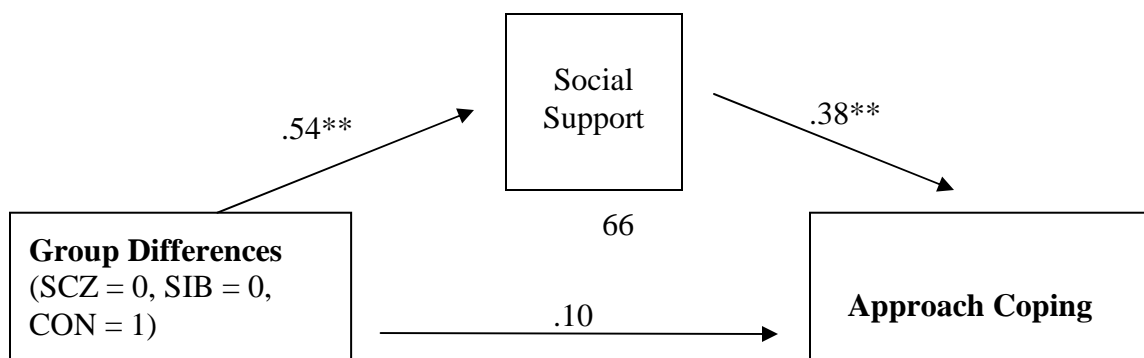 Social
Support
.54**
.38**
66
Group Differences
(SCZ = 0, SIB = 0,
CON = 1)
.10
Approach Coping